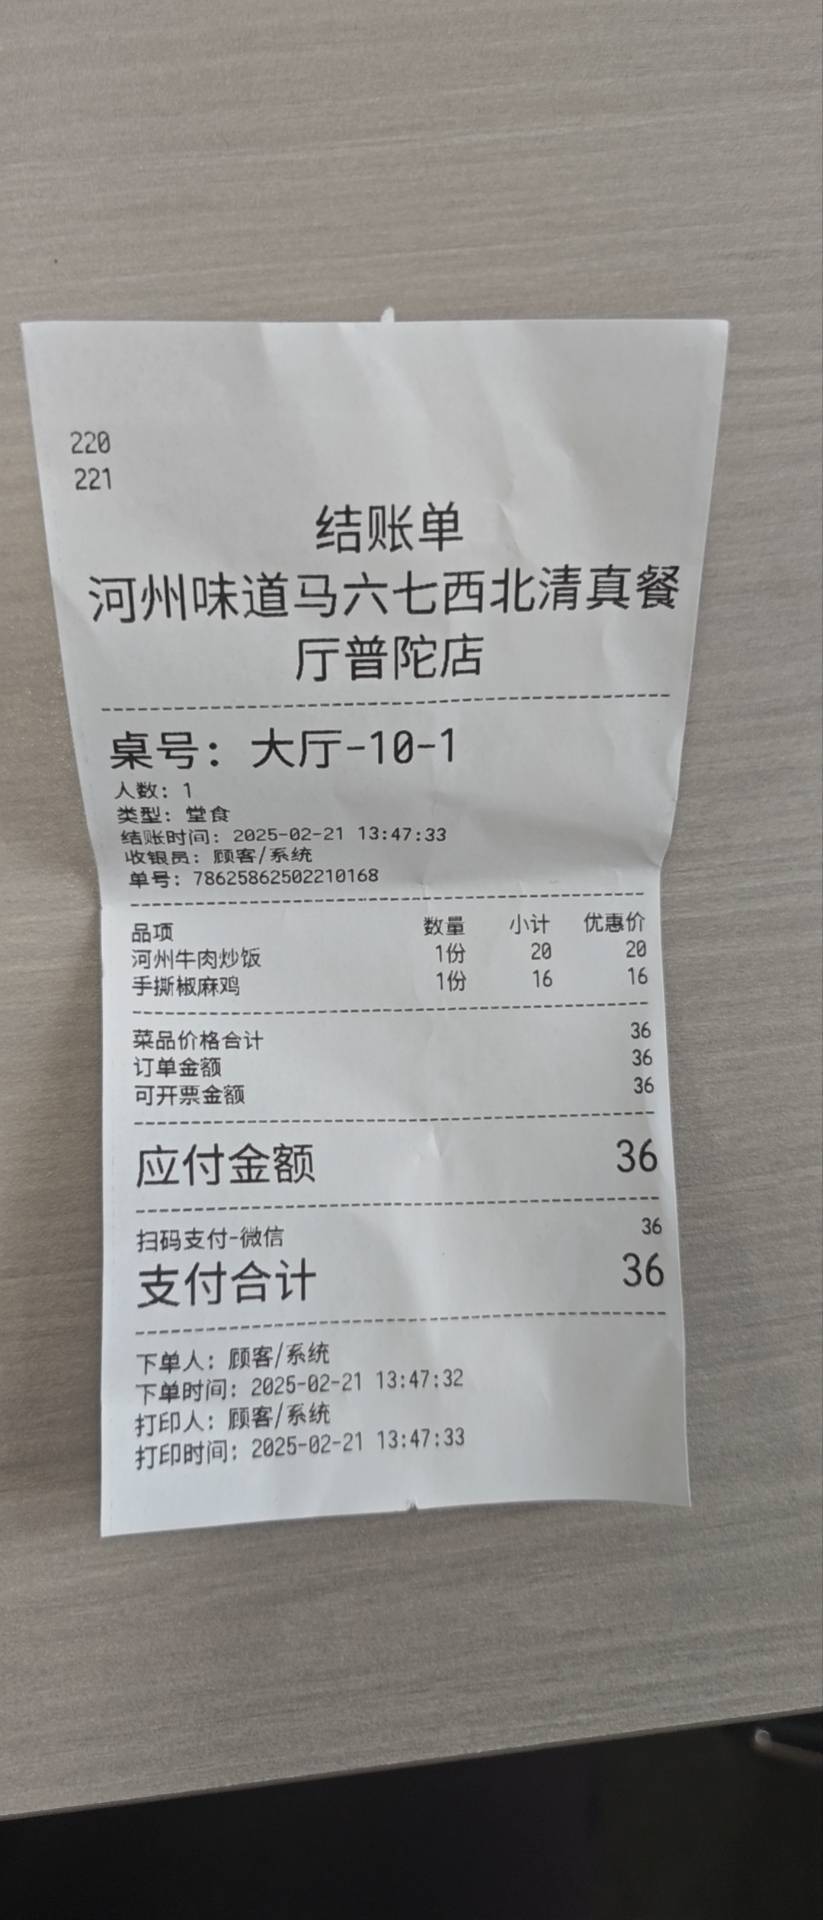 220
221
结账单
河州味道马六七西北清真餐
厅普陀店
桌号：大厅-10-1
人数：1
类型：堂食
结账时间：2025-02-21 13:47:33
收银员：顾客/系统
单号：78625862502210168
品项 数量 小计 优惠价
河州牛肉炒饭 1份 20 20
手撕椒麻鸡 1份 16 16
菜品价格合计 36
订单金额 36
可开票金额 36
应付金额 36
扫码支付-微信 36
支付合计 36
下单人：顾客/系统
下单时间：2025-02-21 13:47:32
打印人：顾客/系统
打印时间：2025-02-21 13:47:33